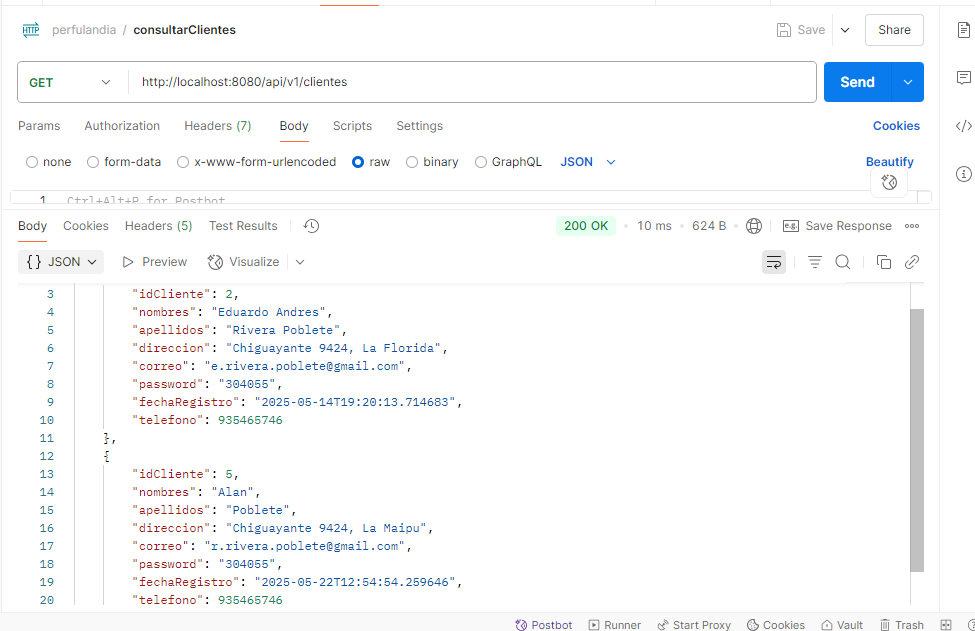 HTTP perfulandia / consultarClientes Save Share
GET http://localhost:8080/api/v1/clientes Send
Params Authorization Headers (7) Body Scripts Settings Cookies
none form-data x-www-form-urlencoded raw binary GraphQL JSON Beautify
1 Ctrl+Alt+P for Postbot
Body Cookies Headers (5) Test Results 200 OK • 10 ms • 624 B • e.g. Save Response
{} JSON Preview Visualize
3 "idCliente": 2,
4 "nombres": "Eduardo Andres",
5 "apellidos": "Rivera Poblete",
6 "direccion": "Chiguayante 9424, La Florida",
7 "correo": "e.rivera.poblete@gmail.com",
8 "password": "304055",
9 "fechaRegistro": "2025-05-14T19:20:13.714683",
10 "telefono": 935465746
11 },
12 {
13 "idCliente": 5,
14 "nombres": "Alan",
15 "apellidos": "Poblete",
16 "direccion": "Chiguayante 9424, La Maipu",
17 "correo": "r.rivera.poblete@gmail.com",
18 "password": "304055",
19 "fechaRegistro": "2025-05-22T12:54:54.259646",
20 "telefono": 935465746
Postbot Runner Start Proxy Cookies Vault Trash